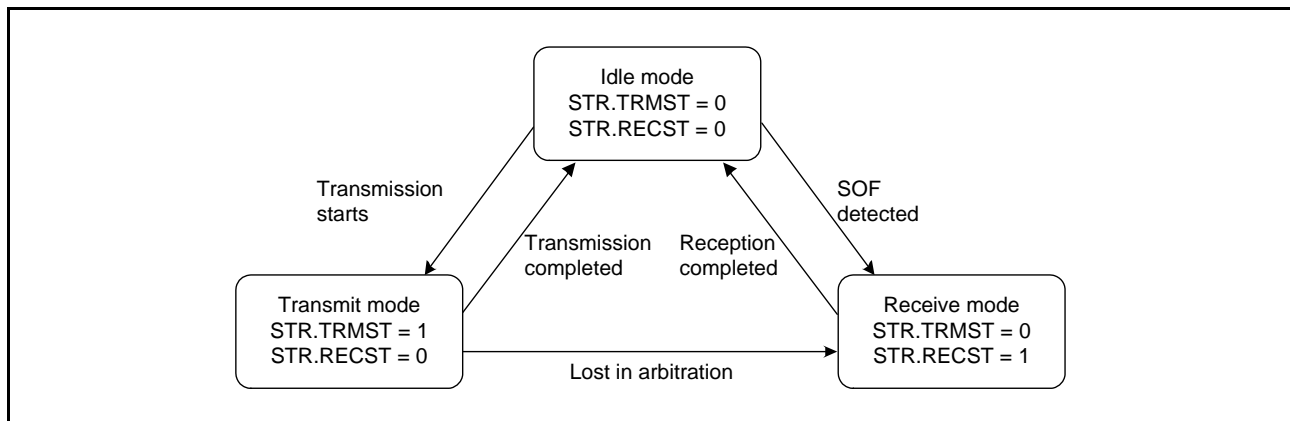 Idle mode
STR.TRMST = 0
STR.RECST = 0
Transmission
starts
SOF
detected
Transmission
completed
Reception
completed
Transmit mode
STR.TRMST = 1
STR.RECST = 0
Receive mode
STR.TRMST = 0
STR.RECST = 1
Lost in arbitration